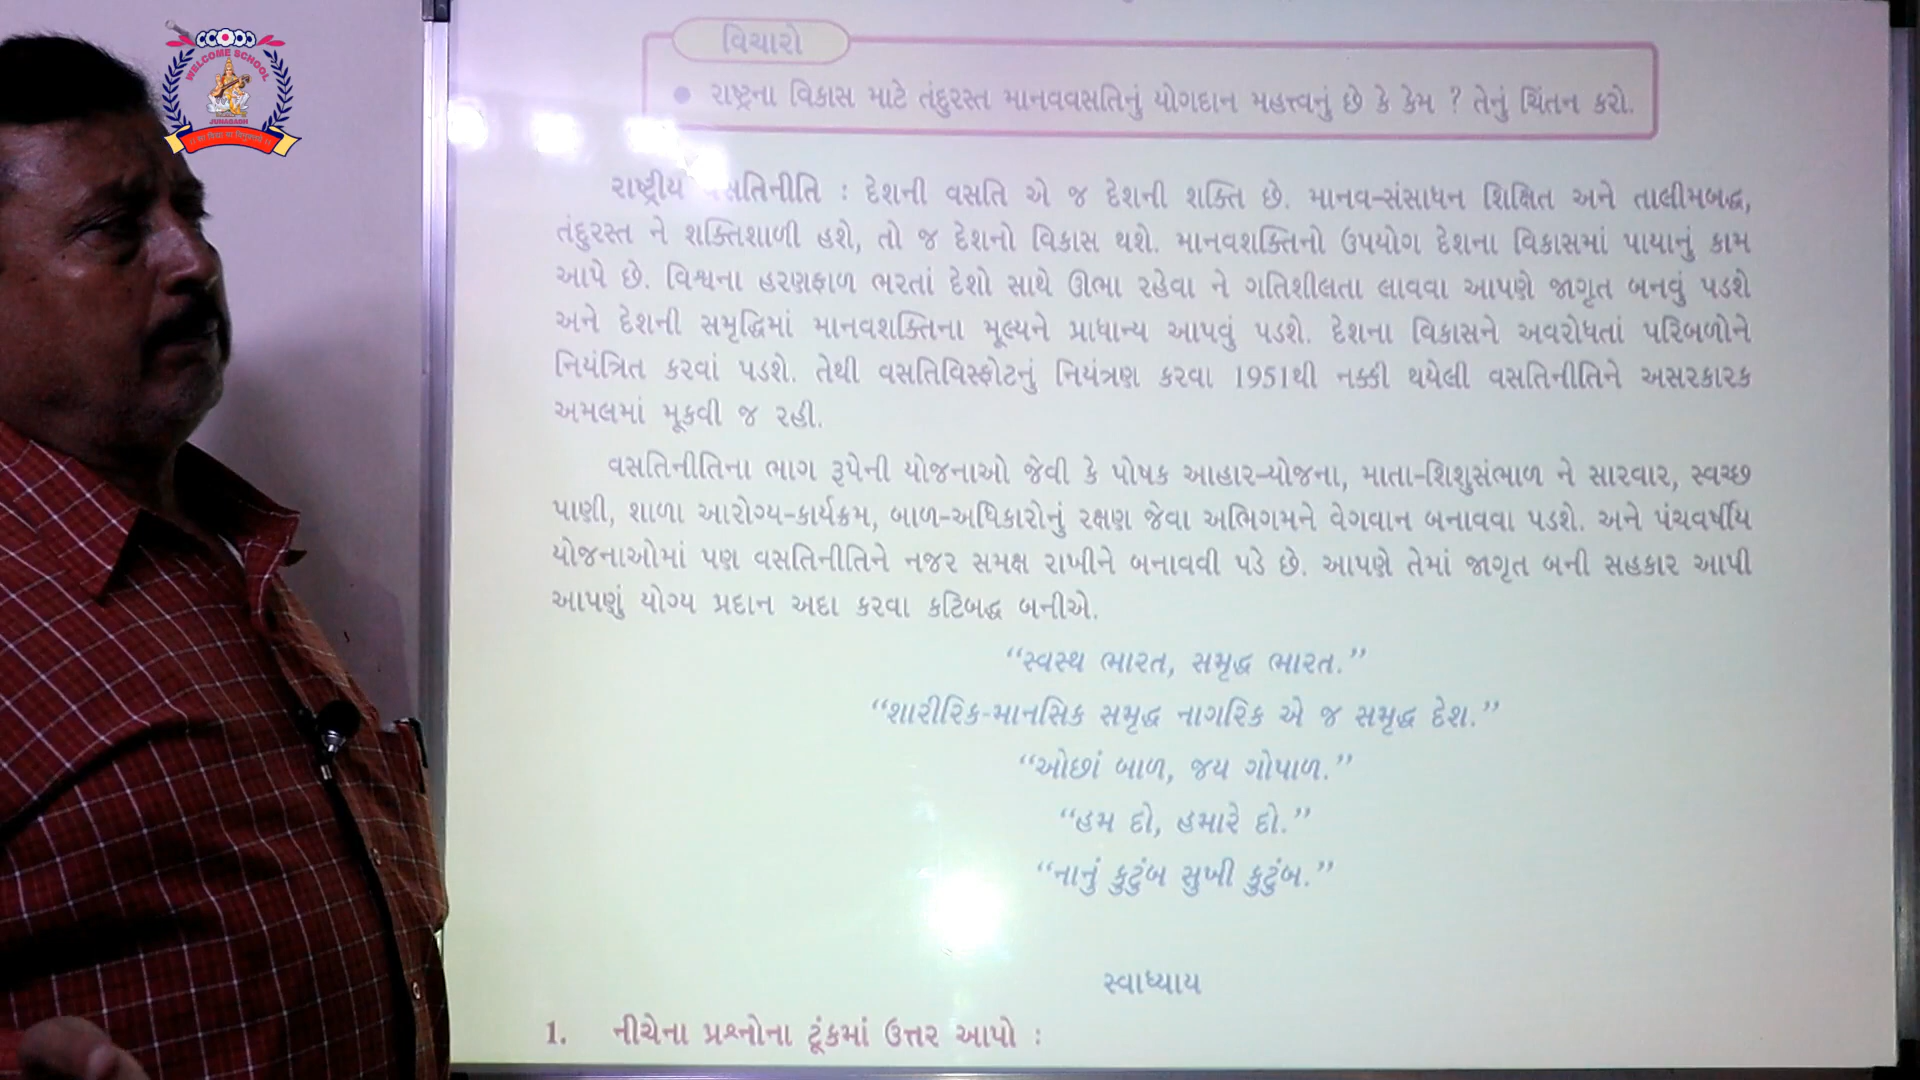 WELCOME SCHOOL
JUNAGADH
વિચારો
● રાષ્ટ્રના વિકાસ માટે તંદુરસ્ત માનવવસતિનું યોગદાન મહત્ત્વનું છે કે કેમ ? તેનું ચિંતન કરો.
રાષ્ટ્રીય વસતિનીતિ : દેશની વસતિ એ જ દેશની શક્તિ છે. માનવ-સંસાધન શિક્ષિત અને તાલીમબદ્ધ,
તંદુરસ્ત ને શક્તિશાળી હશે, તો જ દેશનો વિકાસ થશે. માનવશક્તિનો ઉપયોગ દેશના વિકાસમાં પાયાનું કામ
આપે છે. વિશ્વના હરણફાળ ભરતાં દેશો સાથે ઊભા રહેવા ને ગતિશીલતા લાવવા આપણે જાગૃત બનવું પડશે
અને દેશની સમૃદ્ધિમાં માનવશક્તિના મૂલ્યને પ્રાધાન્ય આપવું પડશે. દેશના વિકાસને અવરોધતાં પરિબળોને
નિયંત્રિત કરવાં પડશે. તેથી વસતિવિસ્ફોટનું નિયંત્રણ કરવા 1951થી નક્કી થયેલી વસતિનીતિને અસરકારક
અમલમાં મૂકવી જ રહી.
વસતિનીતિના ભાગ રૂપેની યોજનાઓ જેવી કે પોષક આહાર-યોજના, માતા-શિશુસંભાળ ને સારવાર, સ્વચ્છ
પાણી, શાળા આરોગ્ય-કાર્યક્રમ, બાળ-અધિકારોનું રક્ષણ જેવા અભિગમને વેગવાન બનાવવા પડશે. અને પંચવર્ષીય
યોજનાઓમાં પણ વસતિનીતિને નજર સમક્ષ રાખીને બનાવવી પડે છે. આપણે તેમાં જાગૃત બની સહકાર આપી
આપણું યોગ્ય પ્રદાન અદા કરવા કટિબદ્ધ બનીએ.
“સ્વસ્થ ભારત, સમૃદ્ધ ભારત.”
“શારીરિક-માનસિક સમૃદ્ધ નાગરિક એ જ સમૃદ્ધ દેશ.”
“ઓછાં બાળ, જય ગોપાળ.”
“હમ દો, હમારે દો.”
“નાનું કુટુંબ સુખી કુટુંબ.”
સ્વાધ્યાય
1. નીચેના પ્રશ્નોના ટૂંકમાં ઉત્તર આપો :